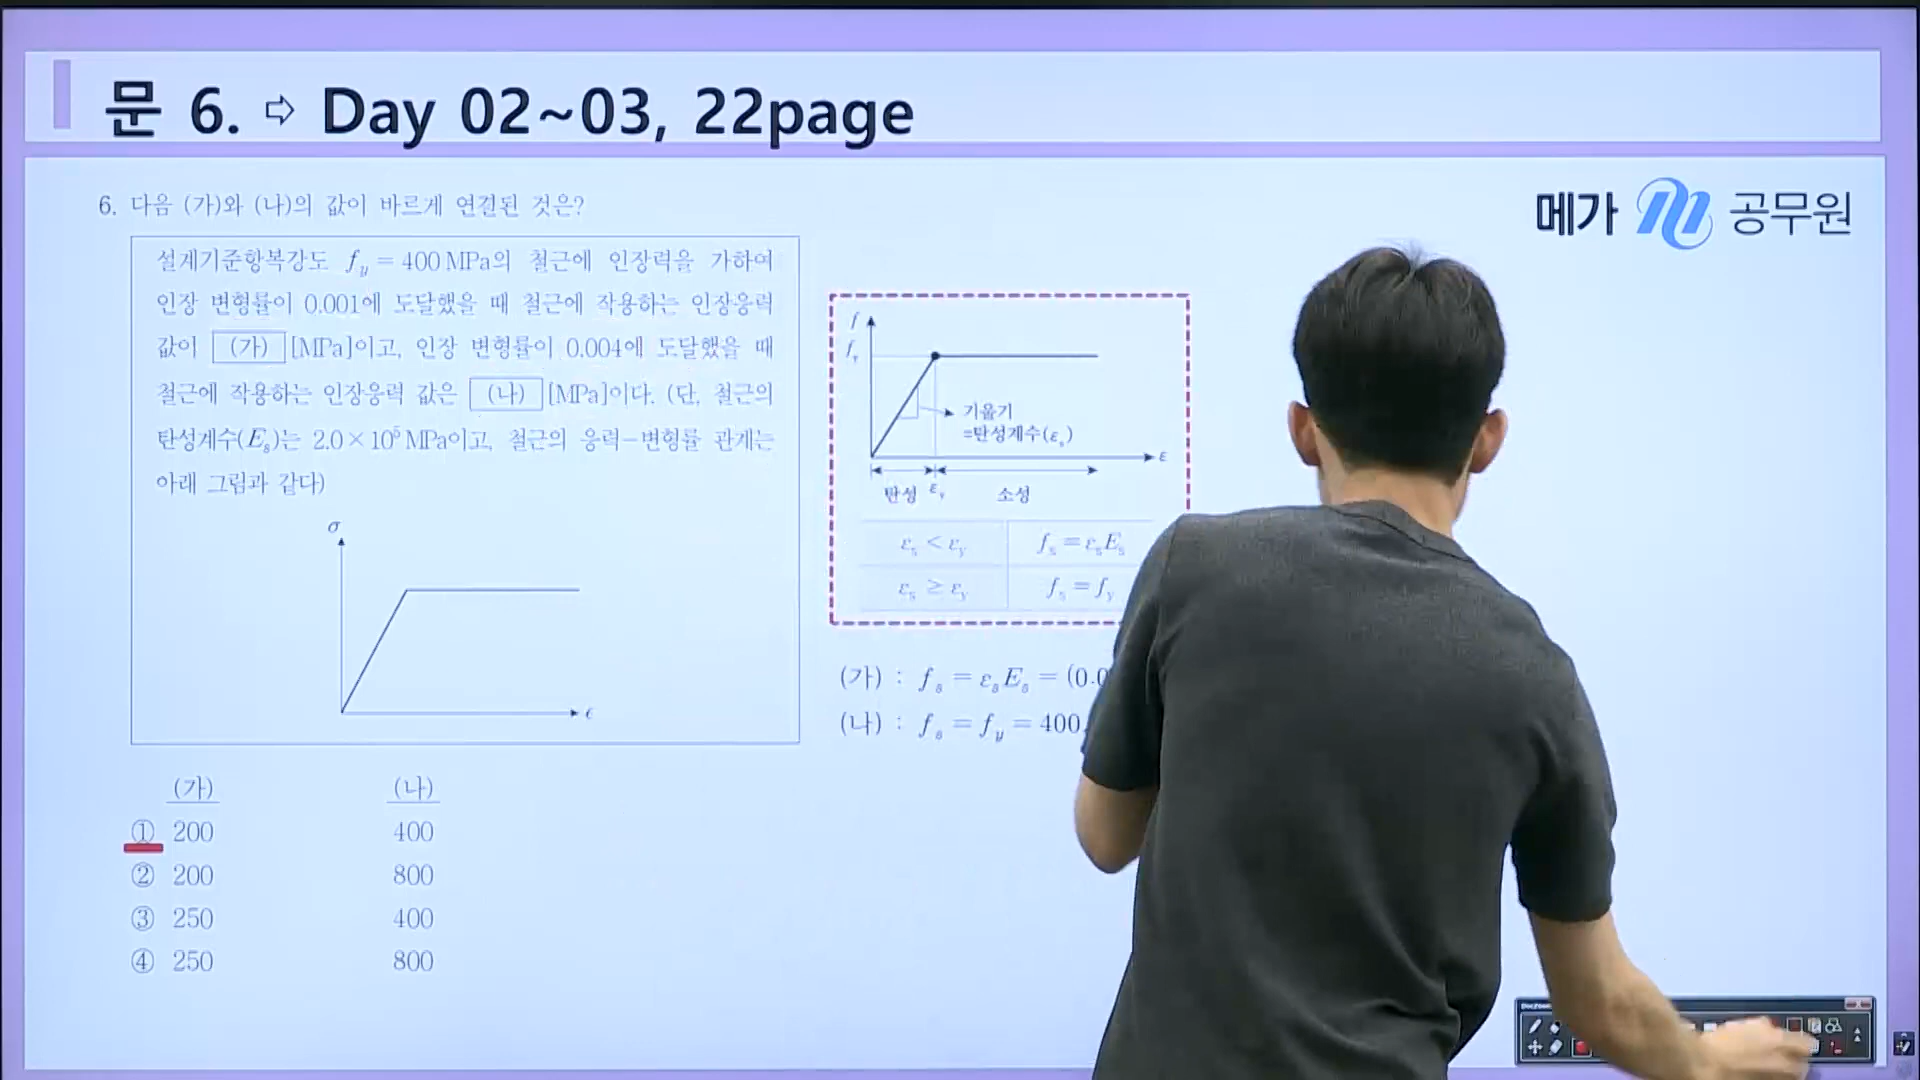 문 6. ⇨ Day 02~03, 22page
메가 공무원
6. 다음 (가)와 (나)의 값이 바르게 연결된 것은?
설계기준항복강도 f_y = 400 MPa의 철근에 인장력을 가하여
인장 변형률이 0.001에 도달했을 때 철근에 작용하는 인장응력
값이 (가) [MPa]이고, 인장 변형률이 0.004에 도달했을 때
철근에 작용하는 인장응력 값은 (나) [MPa]이다. (단, 철근의
탄성계수(E_s)는 2.0×10^5 MPa이고, 철근의 응력-변형률 관계는
아래 그림과 같다)
σ
ϵ
f
f_y
기울기
=탄성계수(ε_s)
ε
탄성 ε_y 소성
ε_s < ε_y f_s = ε_s E_s
ε_s ≥ ε_y f_s = f_y
(가) : f_s = ε_s E_s = (0.0
(나) : f_s = f_y = 400
(가) (나)
① 200 400
② 200 800
③ 250 400
④ 250 800